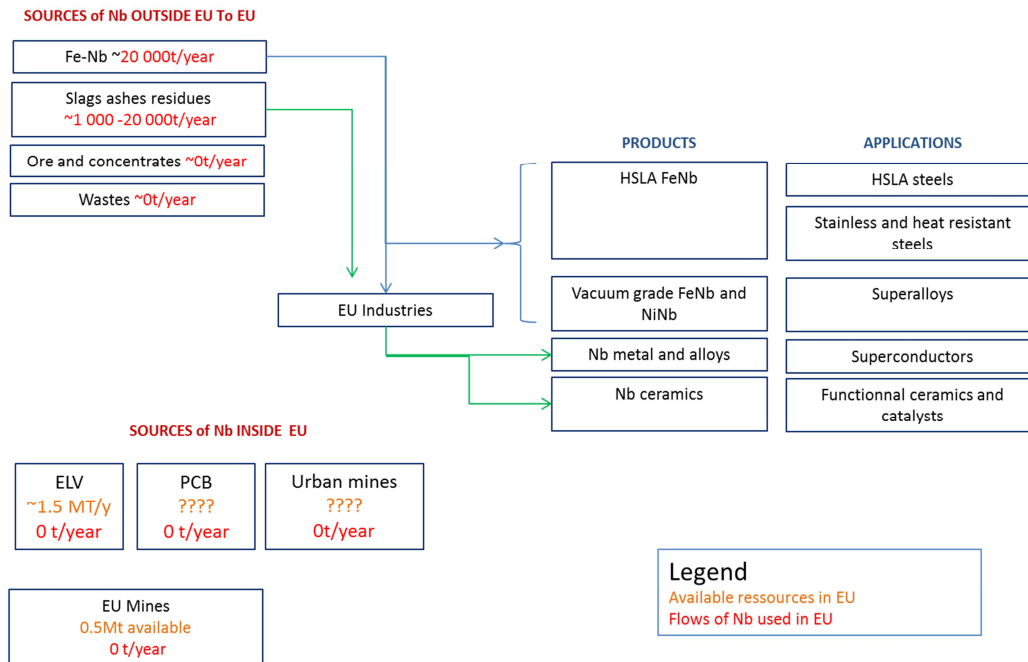 SOURCES of Nb OUTSIDE EU To EU
Fe-Nb ~20 000t/year
Slags ashes residues
~1 000 -20 000t/year
Ore and concentrates ~0t/year
Wastes ~0t/year
EU Industries
PRODUCTS
HSLA FeNb
Vacuum grade FeNb and
NiNb
Nb metal and alloys
Nb ceramics
APPLICATIONS
HSLA steels
Stainless and heat resistant
steels
Superalloys
Superconductors
Functionnal ceramics and
catalysts
SOURCES of Nb INSIDE EU
ELV
~1.5 MT/y
0 t/year
PCB
????
0 t/year
Urban mines
????
0t/year
EU Mines
0.5Mt available
0 t/year
Legend
Available ressources in EU
Flows of Nb used in EU